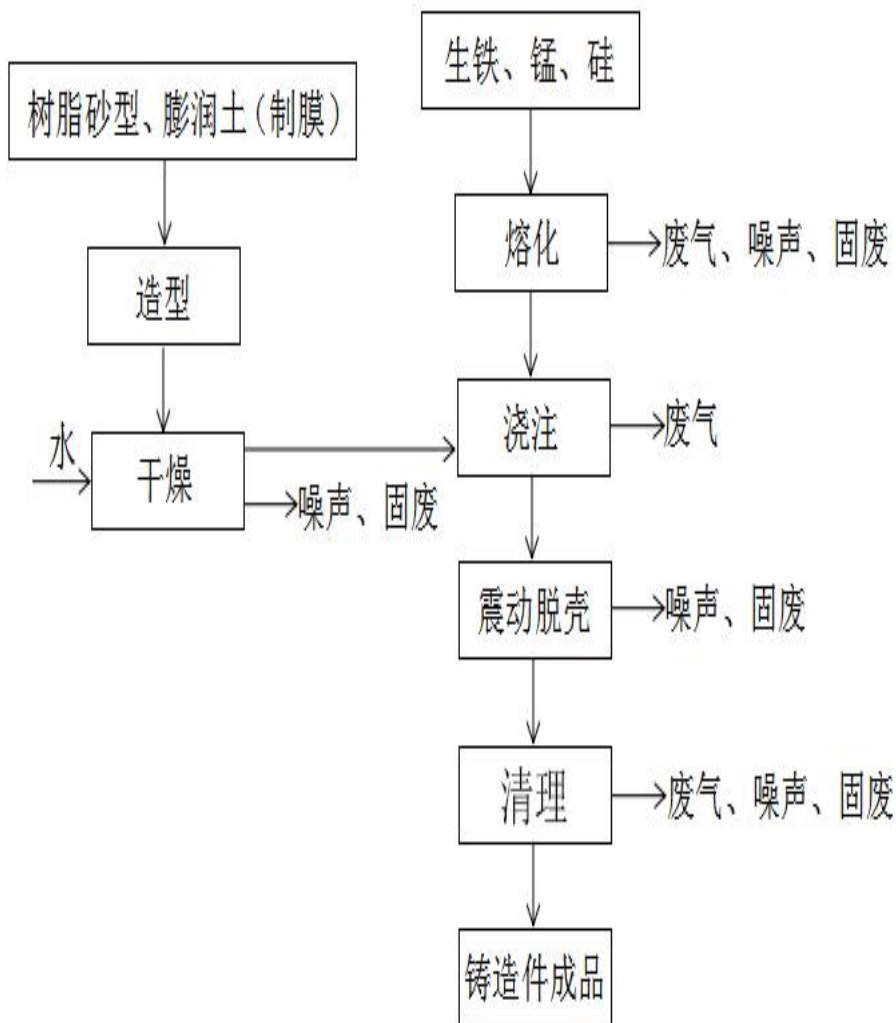 生铁、锰、硅
树脂砂型、膨润土(制膜)
熔化
废气、噪声、固废
造型
浇注
废气
水
干燥
噪声、固废
震动脱壳
噪声、固废
清理
废气、噪声、固废
铸造件成品